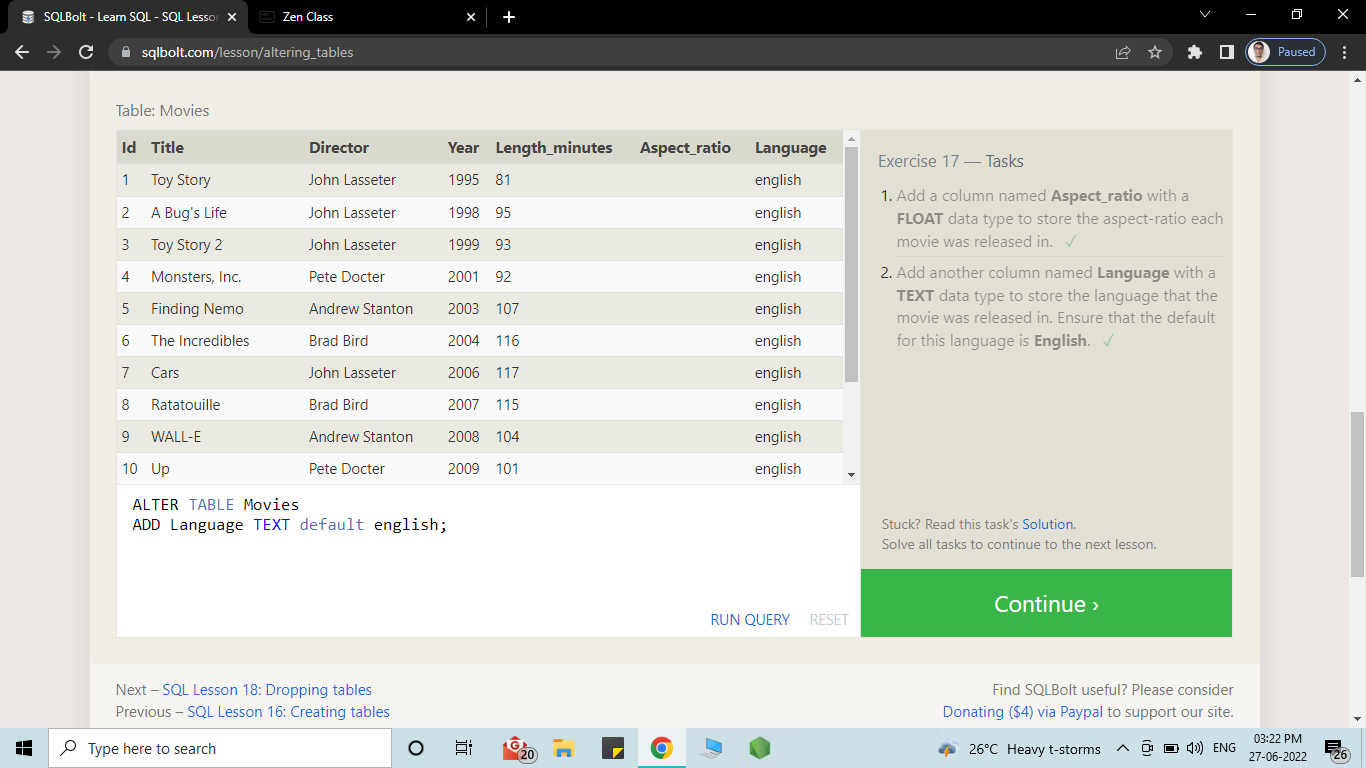 SQLBolt - Learn SQL - SQL Lesson
Zen Class
sqlbolt.com/lesson/altering_tables
Paused
Table: Movies
Id Title Director Year Length_minutes Aspect_ratio Language
1 Toy Story John Lasseter 1995 81 english
2 A Bug's Life John Lasseter 1998 95 english
3 Toy Story 2 John Lasseter 1999 93 english
4 Monsters, Inc. Pete Docter 2001 92 english
5 Finding Nemo Andrew Stanton 2003 107 english
6 The Incredibles Brad Bird 2004 116 english
7 Cars John Lasseter 2006 117 english
8 Ratatouille Brad Bird 2007 115 english
9 WALL-E Andrew Stanton 2008 104 english
10 Up Pete Docter 2009 101 english
ALTER TABLE Movies
ADD Language TEXT default english;
RUN QUERY RESET
Exercise 17 — Tasks
1. Add a column named Aspect_ratio with a
FLOAT data type to store the aspect-ratio each
movie was released in. ✓
2. Add another column named Language with a
TEXT data type to store the language that the
movie was released in. Ensure that the default
for this language is English. ✓
Stuck? Read this task's Solution.
Solve all tasks to continue to the next lesson.
Continue ›
Next – SQL Lesson 18: Dropping tables
Previous – SQL Lesson 16: Creating tables
Find SQLBolt useful? Please consider
Donating ($4) via Paypal to support our site.
Type here to search
20
26°C Heavy t-storms
ENG
03:22 PM
27-06-2022
26